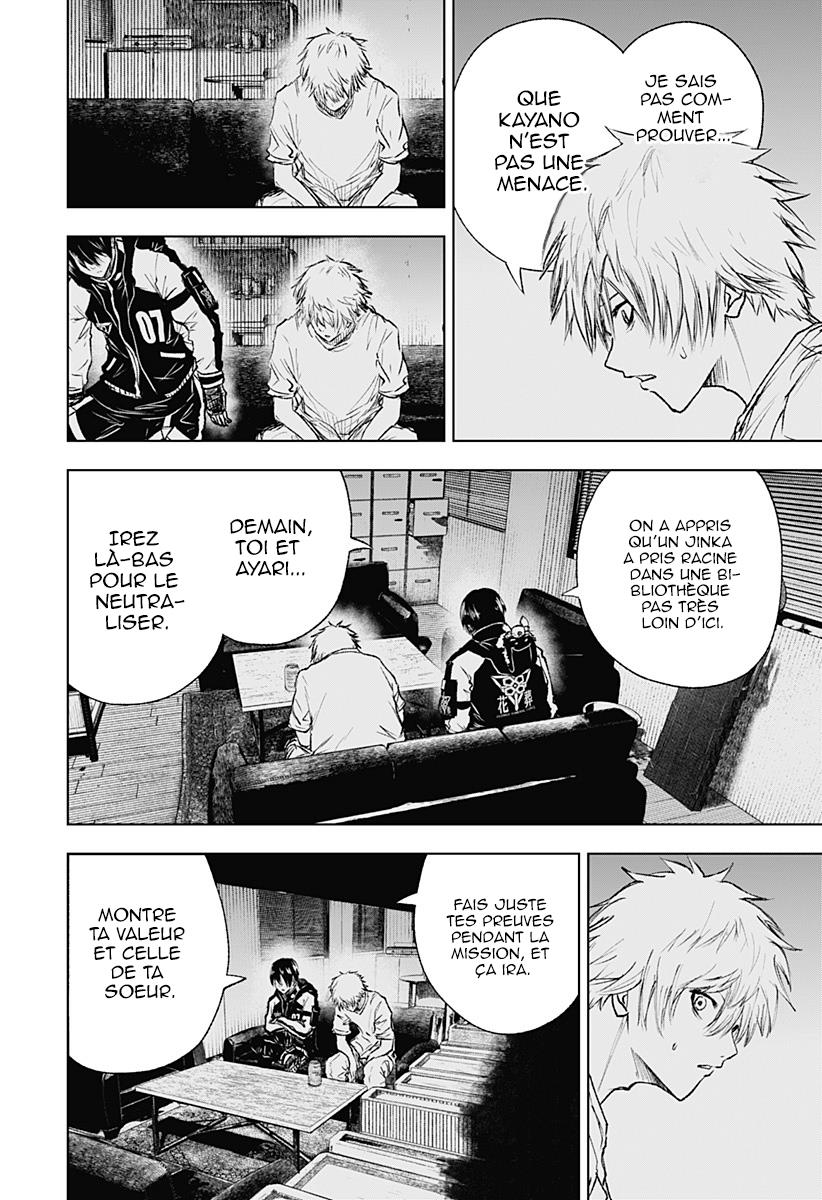 JE SAIS
PAS COM-
MENT
PROUVER...
QUE
KAYANO
N'EST
PAS UNE
MENACE.
07
ON A APPRIS
QU'UN JINKA
A PRIS RACINE
DANS UNE BI-
BLIOTHÈQUE
PAS TRÈS
LOIN D'ICI.
DEMAIN,
TOI ET
AYARI...
IREZ
LÀ-BAS
POUR LE
NEUTRA-
LISER.
花葬
FAIS JUSTE
TES PREUVES
PENDANT LA
MISSION, ET
ÇA IRA.
MONTRE
TA VALEUR
ET CELLE
DE TA
SOEUR.